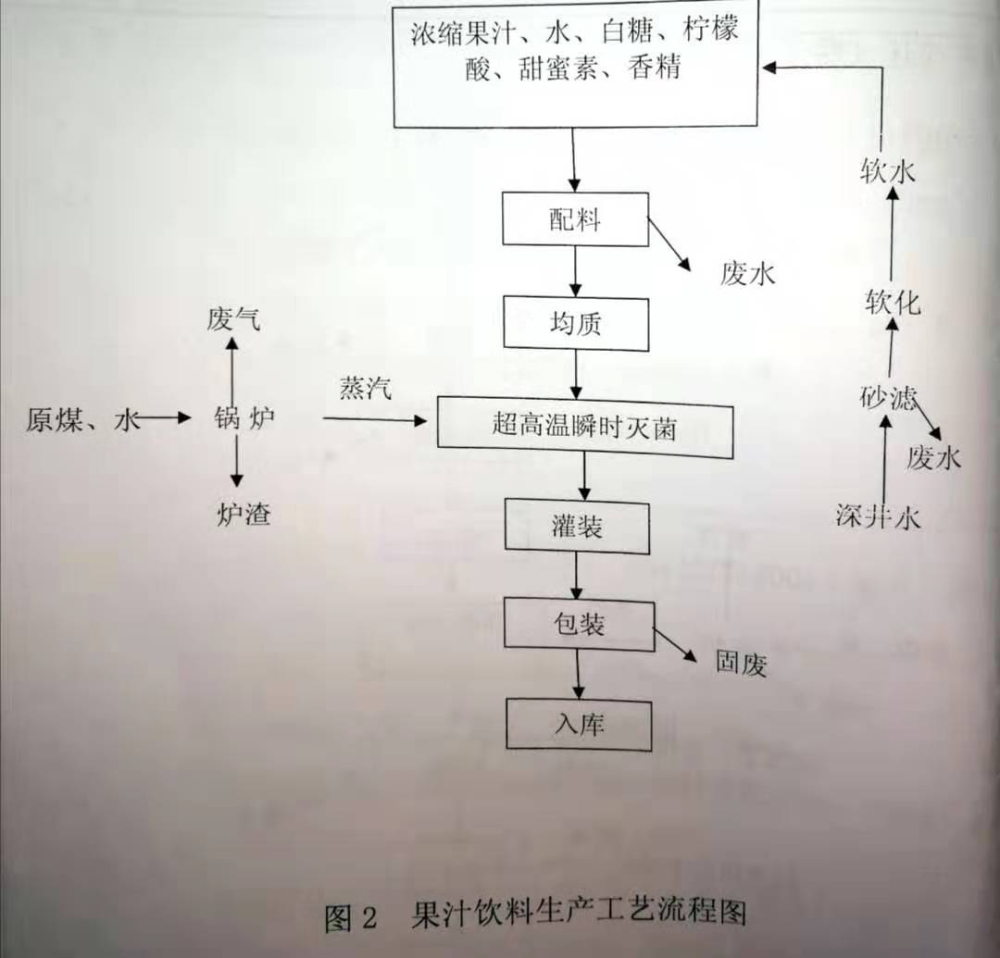 浓缩果汁、水、白糖、柠檬
酸、甜蜜素、香精
软水
配料
废水
软化
均质
废气
蒸汽
砂滤
原煤、水
锅炉
超高温瞬时灭菌
废水
炉渣
灌装
深井水
包装
固废
入库
图2 果汁饮料生产工艺流程图